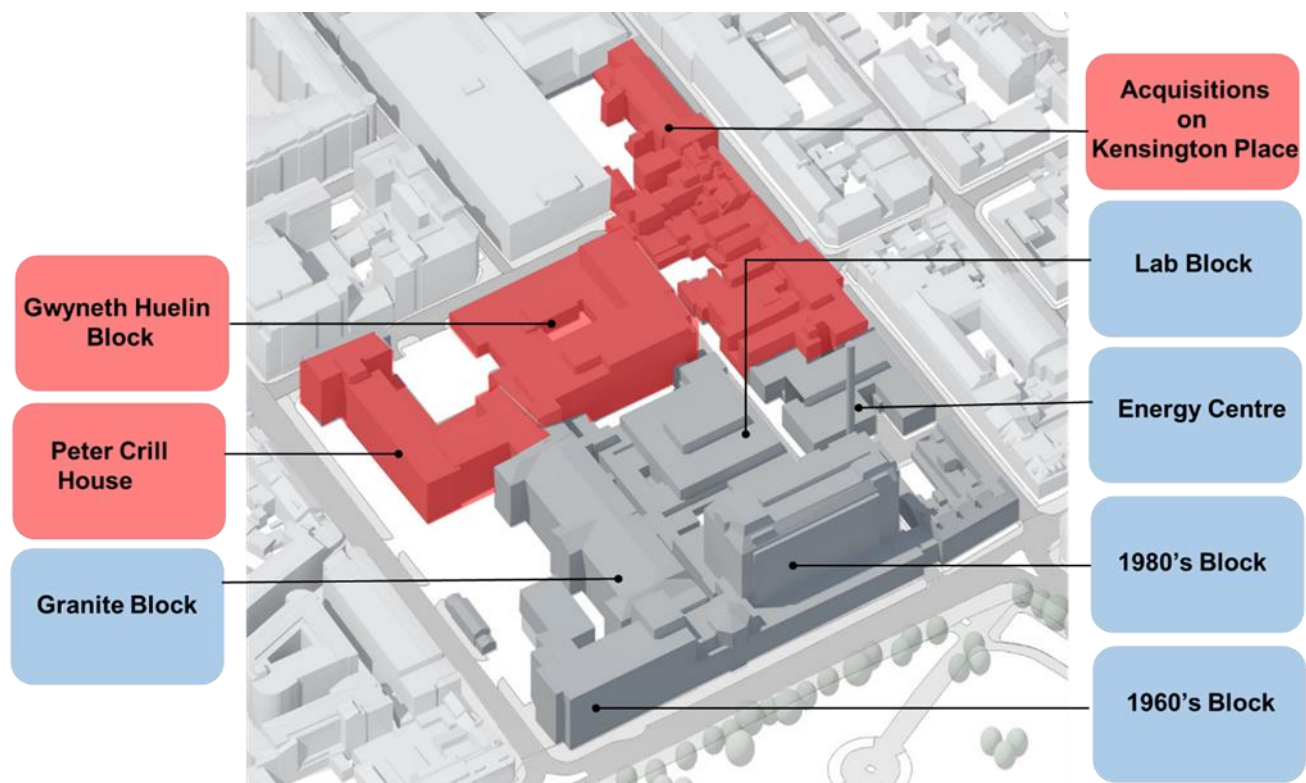 Acquisitions
on
Kensington Place
Lab Block
Gwyneth Huelin
Block
Energy Centre
Peter Crill
House
1980's Block
Granite Block
1960's Block